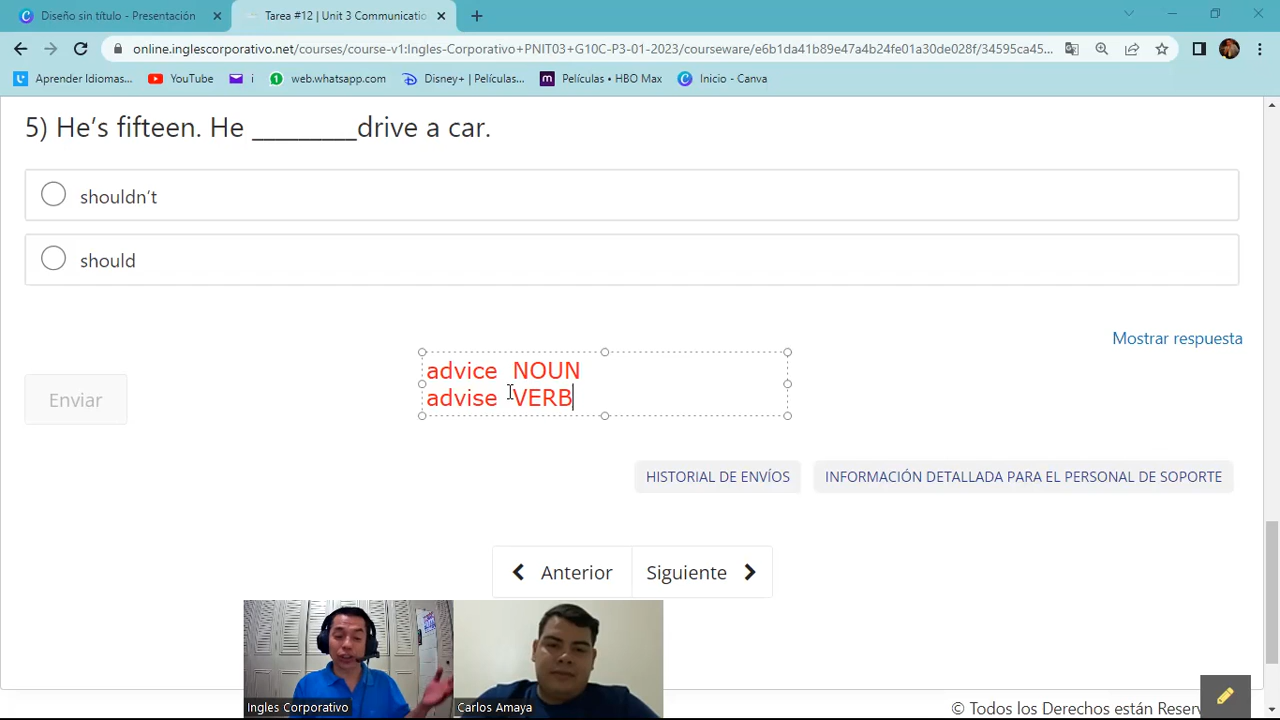 Diseño sin título - Presentación
Tarea #12 | Unit 3 Communicatio
online.inglescorporativo.net/courses/course-v1:Ingles-Corporativo+PNIT03+G10C-P3-01-2023/courseware/e6b1da41b89e47a4b24fe01a30de028f/34595ca45...
Aprender Idiomas...
YouTube
i
web.whatsapp.com
Disney+ | Películas...
Películas • HBO Max
Inicio - Canva
5) He’s fifteen. He _________drive a car.
shouldn’t
should
Mostrar respuesta
advice NOUN
advise VERB
Enviar
HISTORIAL DE ENVÍOS
INFORMACIÓN DETALLADA PARA EL PERSONAL DE SOPORTE
Anterior
Siguiente
Ingles Corporativo
Carlos Amaya
© Todos los Derechos están Reser